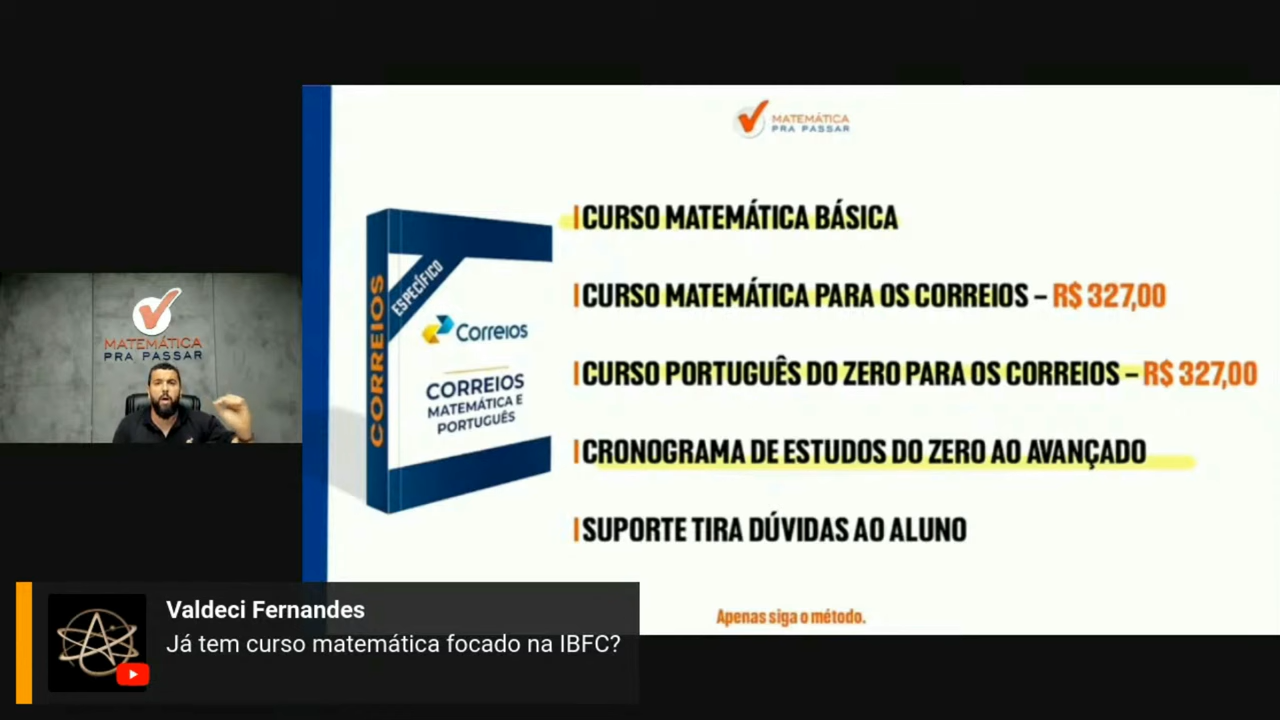 MATEMÁTICA
PRA PASSAR
MATEMÁTICA
PRA PASSAR
CORREIOS
ESPECÍFICO
Correios
CORREIOS
MATEMÁTICA E
PORTUGUÊS
CURSO MATEMÁTICA BÁSICA
CURSO MATEMÁTICA PARA OS CORREIOS – R$ 327,00
CURSO PORTUGUÊS DO ZERO PARA OS CORREIOS – R$ 327,00
CRONOGRAMA DE ESTUDOS DO ZERO AO AVANÇADO
SUPORTE TIRA DÚVIDAS AO ALUNO
Apenas siga o método.
Valdeci Fernandes
Já tem curso matemática focado na IBFC?